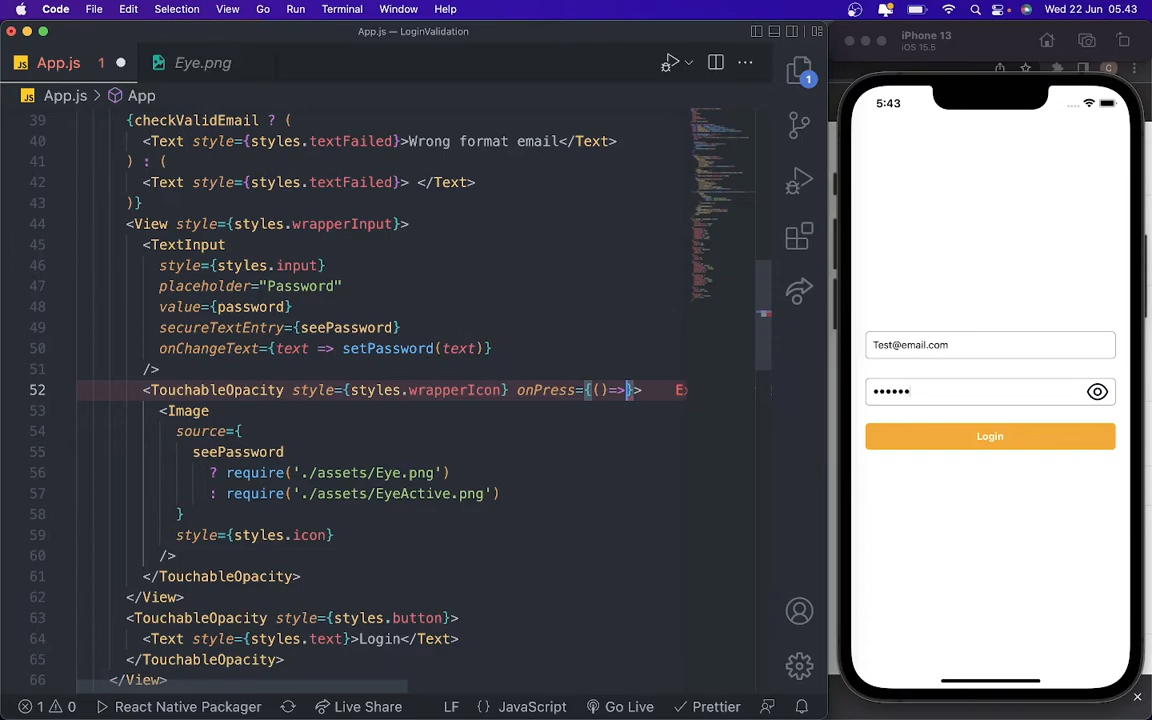 Code File Edit Selection View Go Run Terminal Window Help Wed 22 Jun 05.43
App.js — LoginValidation
JS App.js 1 Eye.png
JS App.js > App
39 {checkValidEmail ? (
40 <Text style={styles.textFailed}>Wrong format email</Text>
41 ) : (
42 <Text style={styles.textFailed}> </Text>
43 )}
44 <View style={styles.wrapperInput}>
45 <TextInput
46 style={styles.input}
47 placeholder="Password"
48 value={password}
49 secureTextEntry={seePassword}
50 onChangeText={text => setPassword(text)}
51 />
52 <TouchableOpacity style={styles.wrapperIcon} onPress={()=>}> Ex
53 <Image
54 source={
55 seePassword
56 ? require('./assets/Eye.png')
57 : require('./assets/EyeActive.png')
58 }
59 style={styles.icon}
60 />
61 </TouchableOpacity>
62 </View>
63 <TouchableOpacity style={styles.button}>
64 <Text style={styles.text}>Login</Text>
65 </TouchableOpacity>
66 </View>
1
1 0 React Native Packager Live Share LF {} JavaScript Go Live Prettier
iPhone 13
iOS 15.5
C
5:43
Test@email.com
••••••
Login